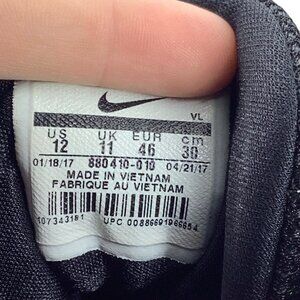 VL
US UK EUR cm
12 11 46 30
01/18/17 880410-010 04/21/17
MADE IN VIETNAM
FABRIQUE AU VIETNAM
UPC